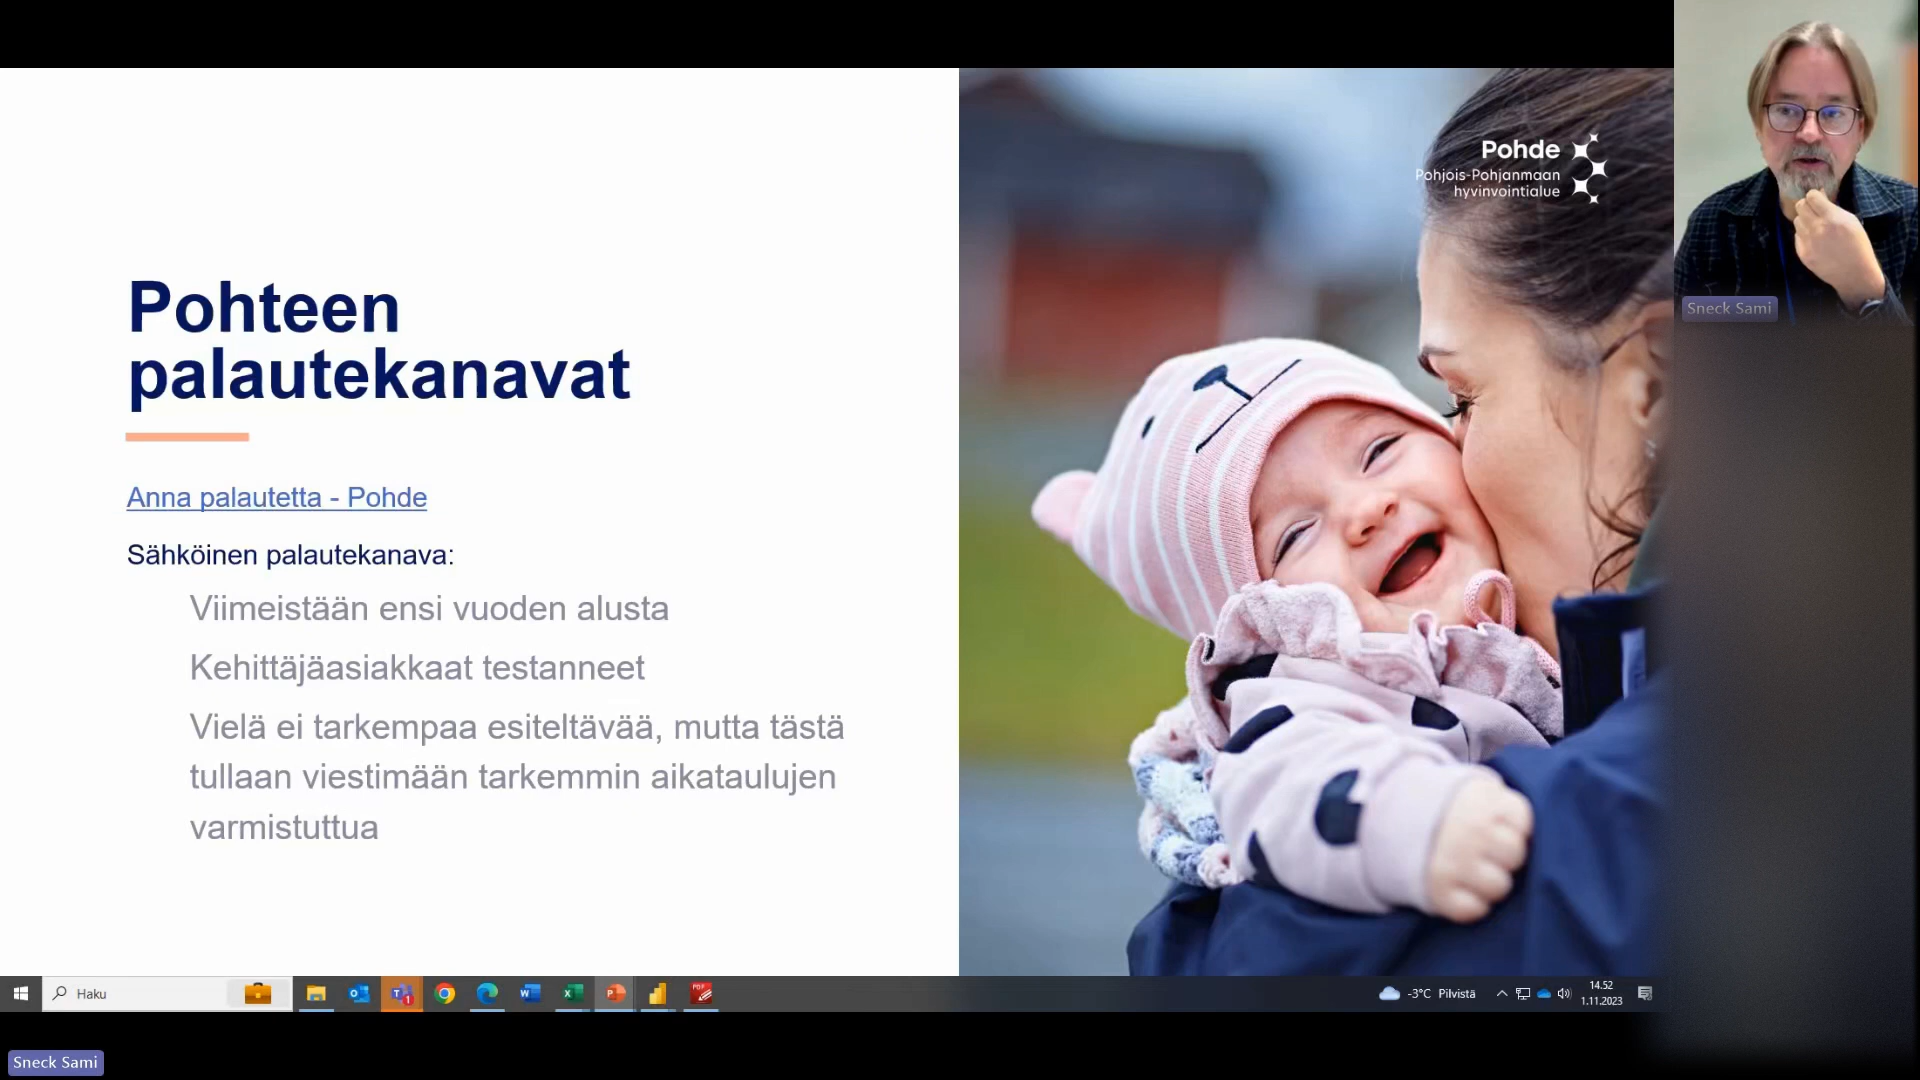 Pohde
Pohjois-Pohjanmaan
hyvinvointialue
Sneck Sami
Pohteen
palautekanavat
Anna palautetta - Pohde
Sähköinen palautekanava:
Viimeistään ensi vuoden alusta
Kehittäjäasiakkaat testanneet
Vielä ei tarkempaa esiteltävää, mutta tästä
tullaan viestimään tarkemmin aikataulujen
varmistuttua
Haku
-3°C Pilvistä
14.52
1.11.2023
Sneck Sami